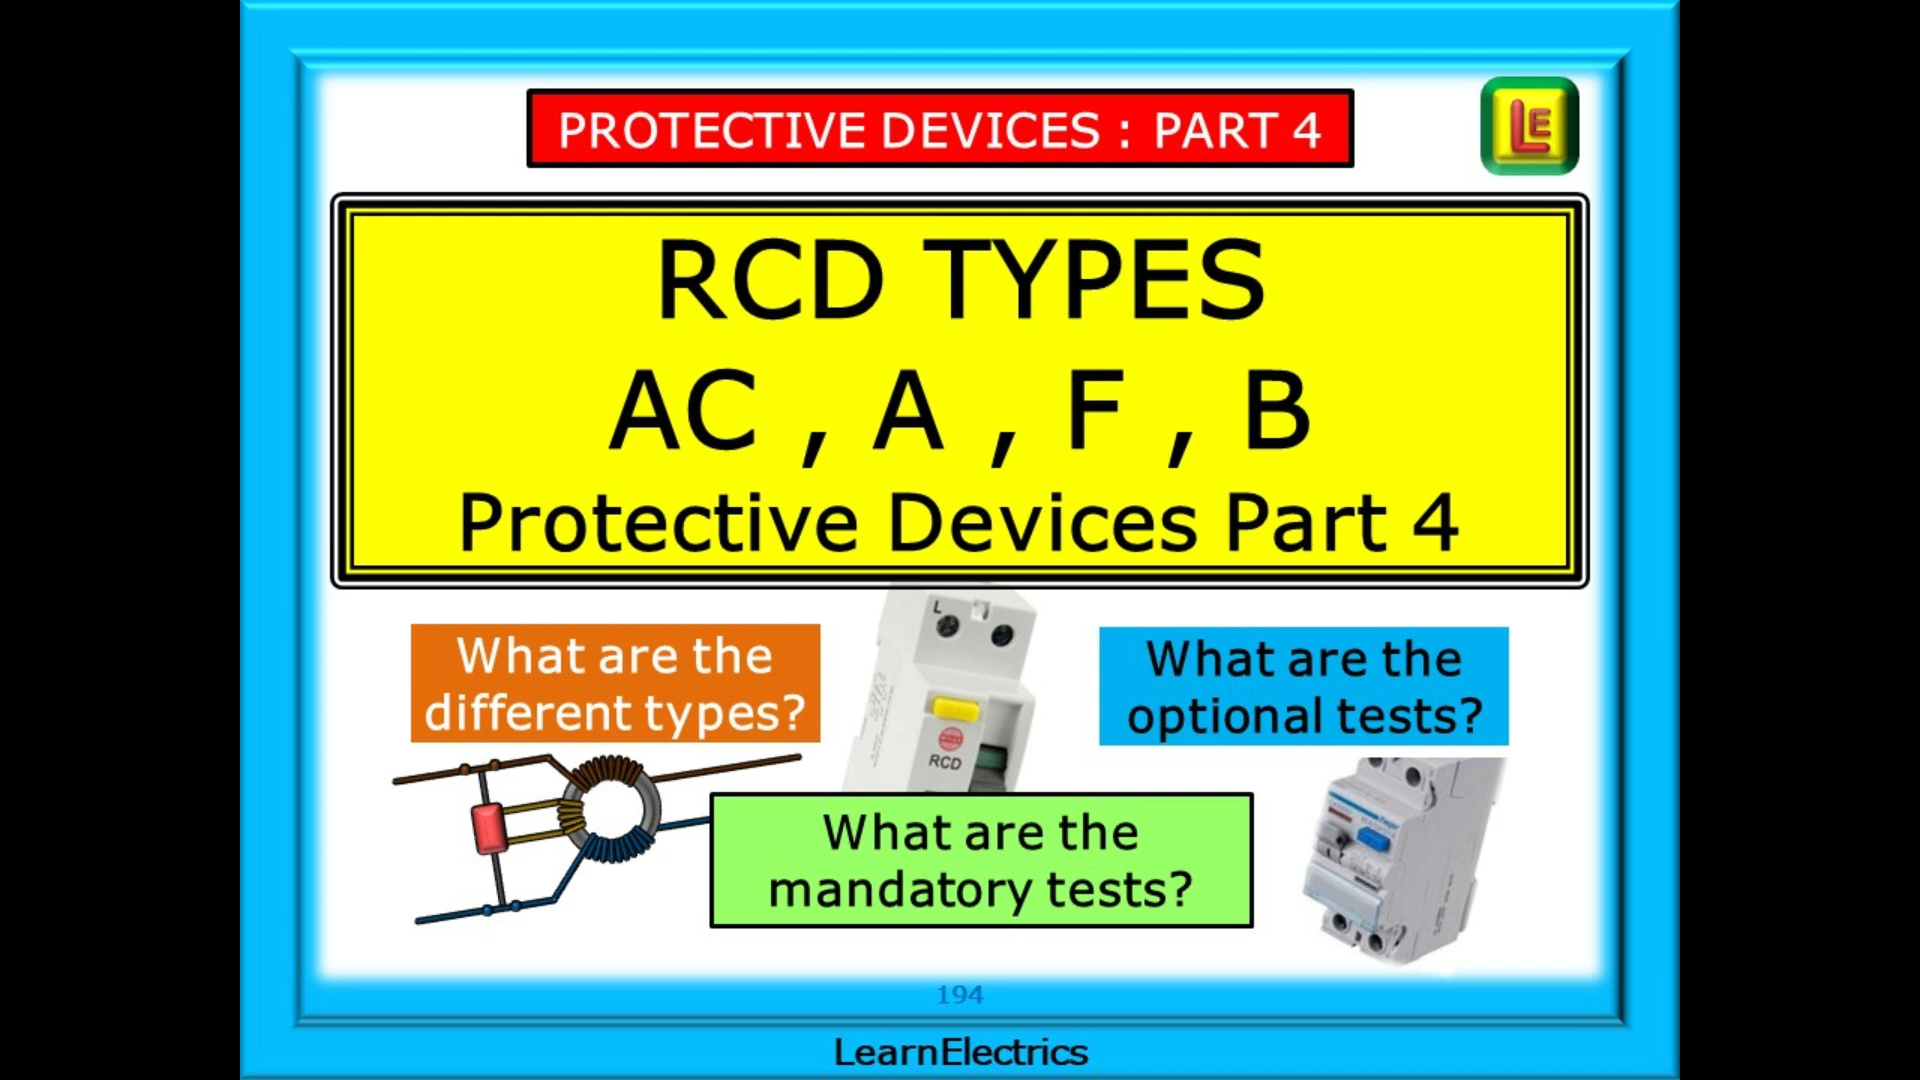 PROTECTIVE DEVICES : PART 4
LE
RCD TYPES
AC , A , F , B
Protective Devices Part 4
What are the
different types?
L
RCD
What are the
optional tests?
What are the
mandatory tests?
194
LearnElectrics